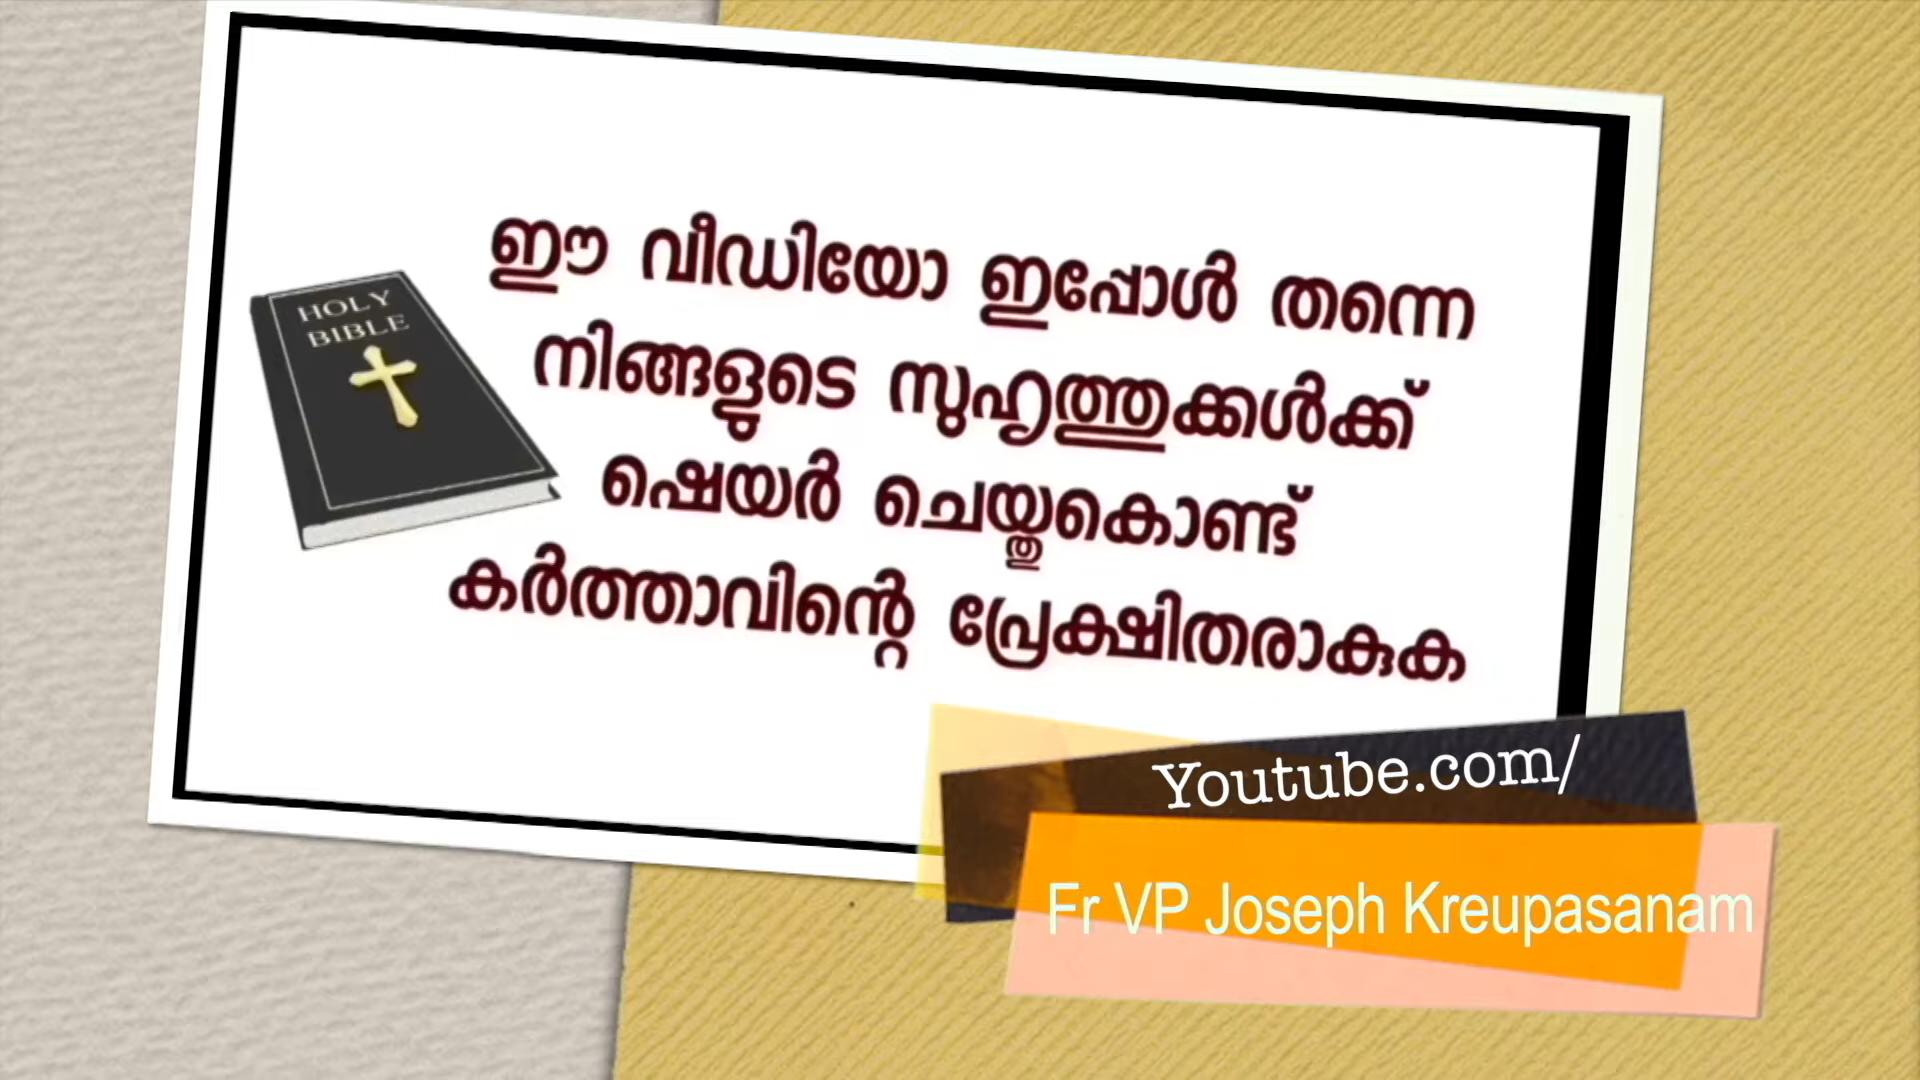 HOLY
BIBLE
ഈ വീഡിയോ ഇപ്പോൾ തന്നെ
നിങ്ങളുടെ സുഹൃത്തുക്കൾക്ക്
ഷെയർ ചെയ്തുകൊണ്ട്
കർത്താവിന്റെ പ്രേക്ഷിതരാകുക
Youtube.com/
Fr VP Joseph Kreupasanam